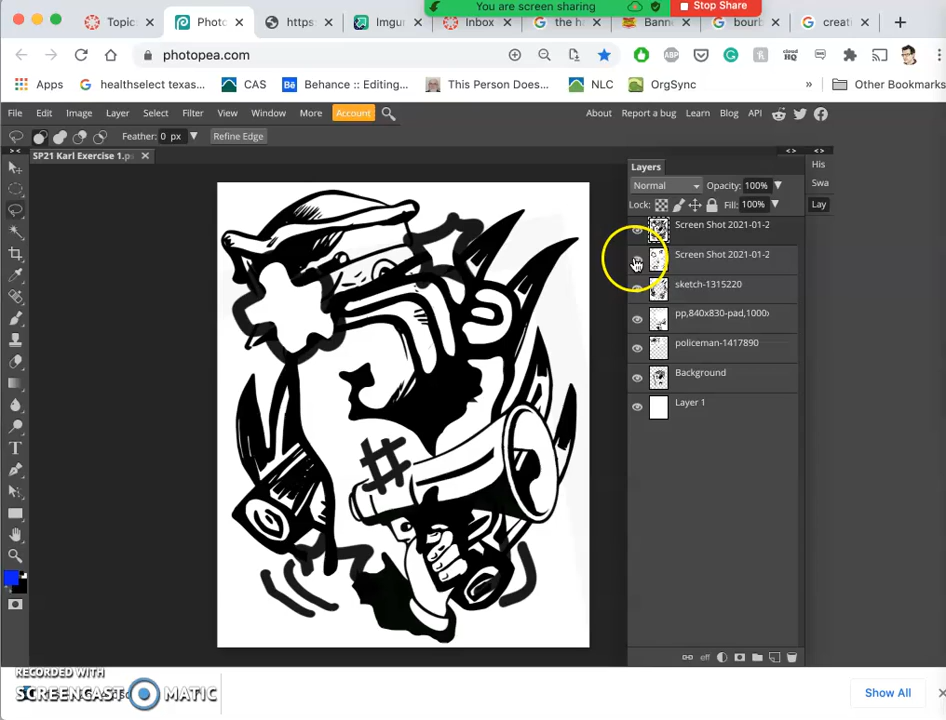 You are screen sharing Stop Share
Topic Photo https Imgur Inbox the h Bann bourb creati
photopea.com
Apps healthselect texas... CAS Behance :: Editing... This Person Does... NLC OrgSync » Other Bookmarks
File Edit Image Layer Select Filter View Window More Account About Report a bug Learn Blog API
Feather: 0 px Refine Edge
SP21 Karl Exercise 1.ps
Layers
His
Normal Opacity: 100%
Swa
Lock: Fill: 100%
Lay
Screen Shot 2021-01-2
Screen Shot 2021-01-2
sketch-1315220
pp,840x830-pad,1000x
policeman-1417890
Background
Layer 1
#
eff
RECORDED WITH
SCREENCAST MATIC
Show All